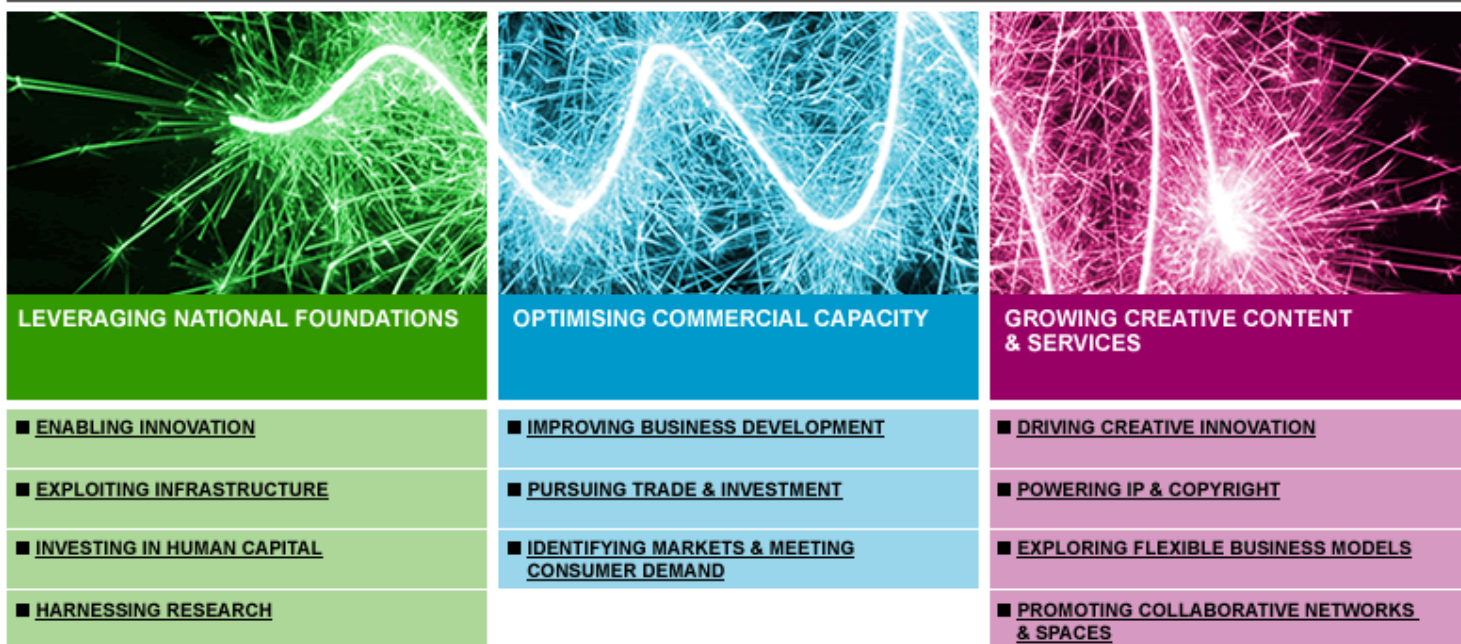 LEVERAGING NATIONAL FOUNDATIONS
ENABLING INNOVATION
EXPLOITING INFRASTRUCTURE
INVESTING IN HUMAN CAPITAL
HARNESSING RESEARCH
OPTIMISING COMMERCIAL CAPACITY
IMPROVING BUSINESS DEVELOPMENT
PURSUING TRADE & INVESTMENT
IDENTIFYING MARKETS & MEETING
CONSUMER DEMAND
GROWING CREATIVE CONTENT
& SERVICES
DRIVING CREATIVE INNOVATION
POWERING IP & COPYRIGHT
EXPLORING FLEXIBLE BUSINESS MODELS
PROMOTING COLLABORATIVE NETWORKS
& SPACES